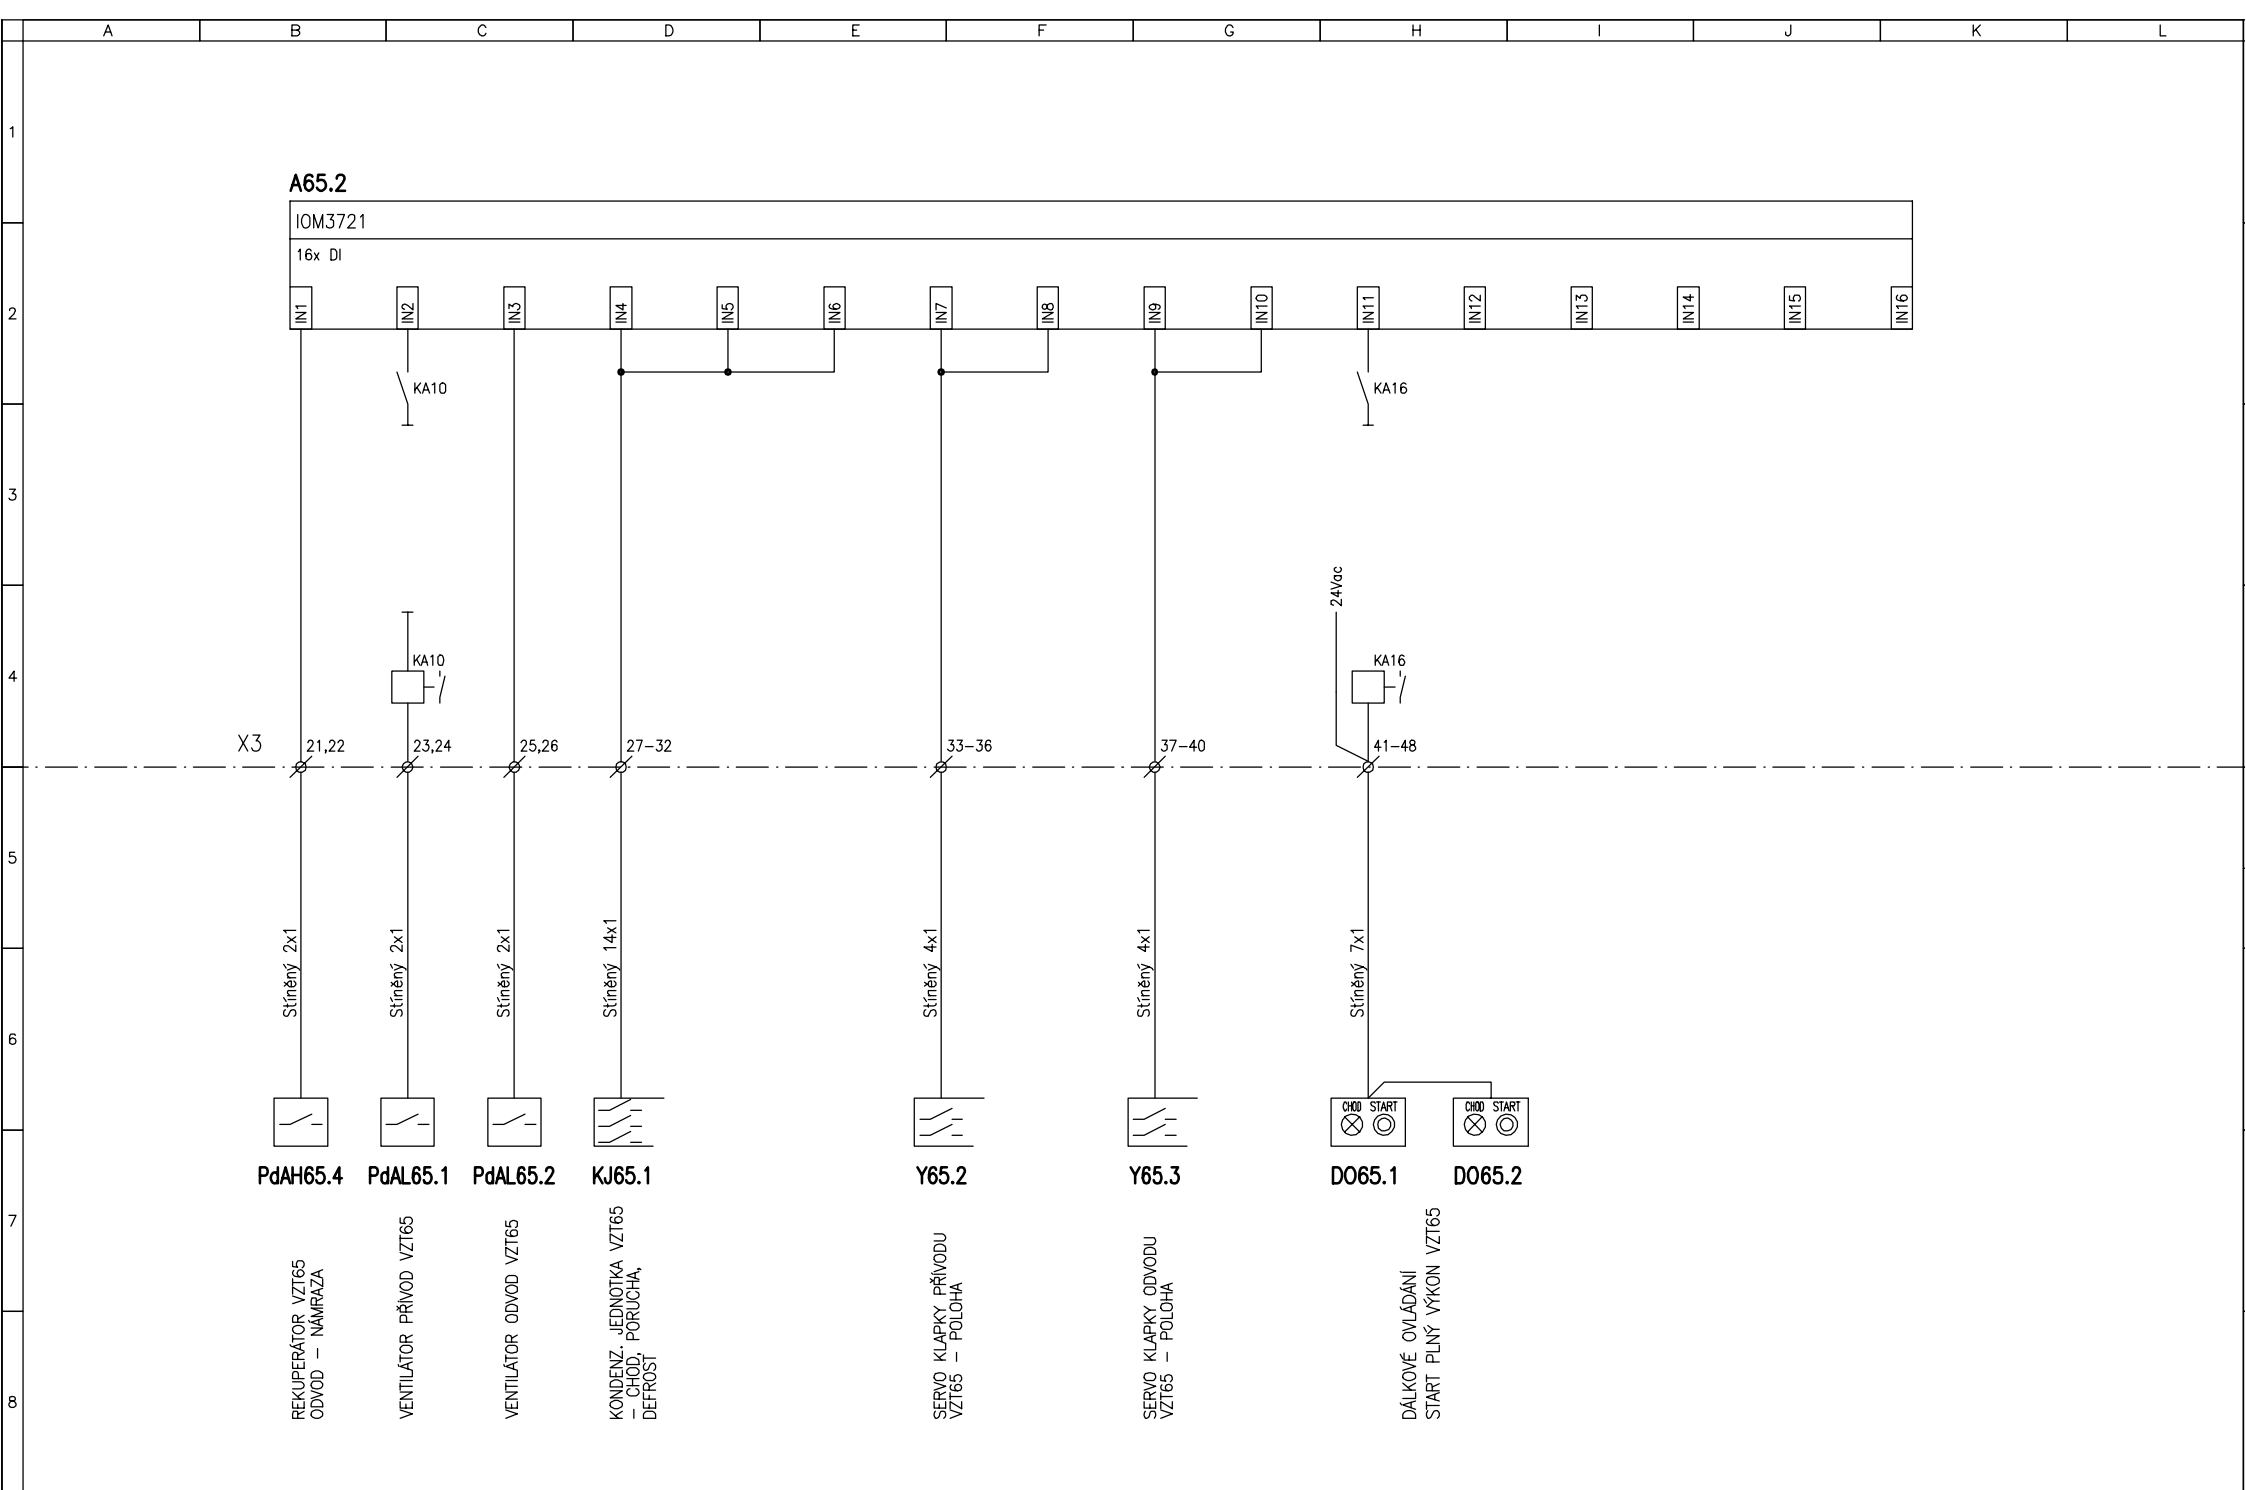 A B C D E F G H I J K L
1
A65.2
IOM3721
16x DI
2
IN1 IN2 IN3 IN4 IN5 IN6 IN7 IN8 IN9 IN10 IN11 IN12 IN13 IN14 IN15 IN16
KA10 KA16
3
24Vac
KA10 KA16
4
X3 21,22 23,24 25,26 27-32 33-36 37-40 41-48
5
Stíněný 2x1
Stíněný 2x1
Stíněný 2x1
Stíněný 14x1
Stíněný 4x1
Stíněný 4x1
Stíněný 7x1
6
CHOD START CHOD START
PdAH65.4 PdAL65.1 PdAL65.2 KJ65.1 Y65.2 Y65.3 DO65.1 DO65.2
7
REKUPERÁTOR VZT65
ODVOD - NÁMRAZA
VENTILÁTOR PŘÍVOD VZT65
VENTILÁTOR ODVOD VZT65
KONDENZ. JEDNOTKA VZT65
- CHOD, PORUCHA,
DEFROST
SERVO KLAPKY PŘÍVODU
VZT65 - POLOHA
SERVO KLAPKY ODVODU
VZT65 - POLOHA
DÁLKOVÉ OVLÁDÁNÍ
START PLNÝ VÝKON VZT65
8